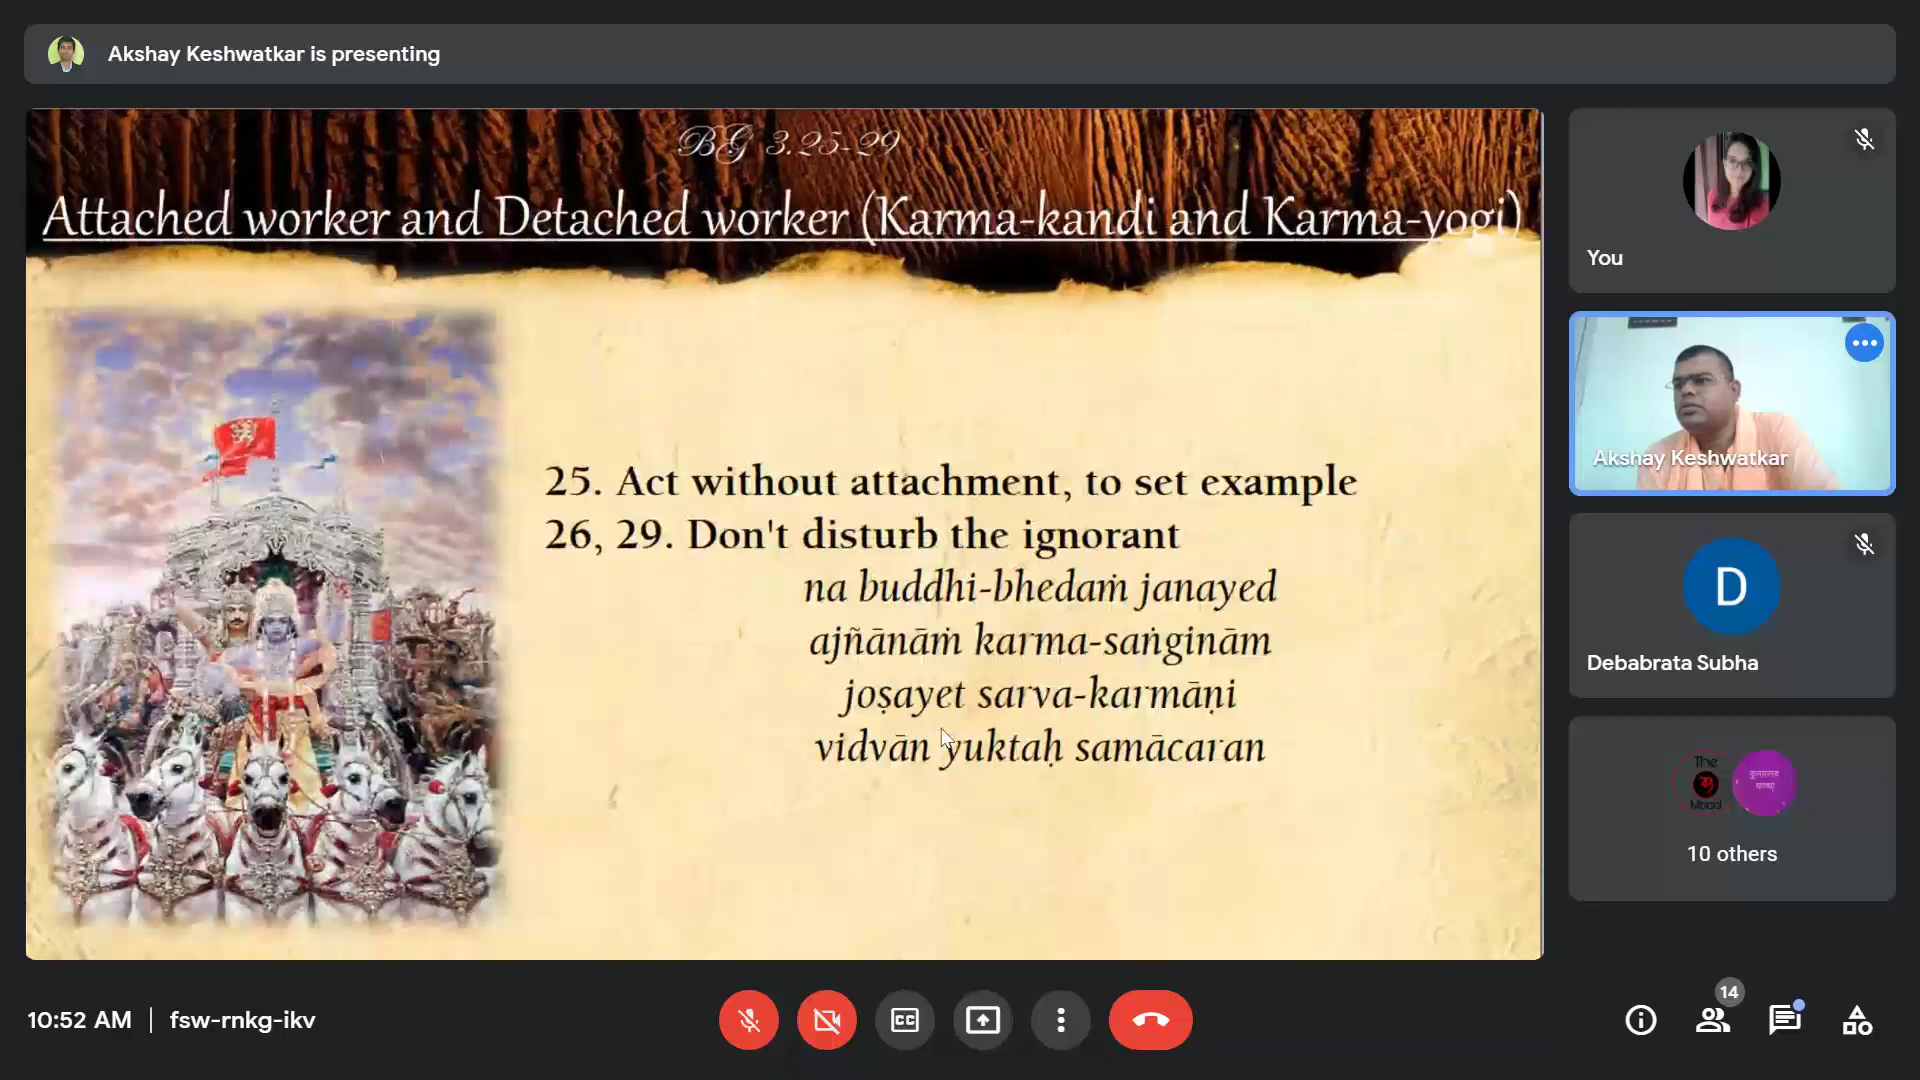 Akshay Keshwatkar is presenting
BG 3.25-29
Attached worker and Detached worker (Karma-kandi and Karma-yogi)
25. Act without attachment, to set example
26, 29. Don't disturb the ignorant
na buddhi-bhedaṁ janayed
ajñānāṁ karma-saṅginām
joṣayet sarva-karmāṇi
vidvān yuktaḥ samācaran
You
Akshay Keshwatkar
D
Debabrata Subha
The
Mood
10 others
10:52 AM
fsw-rnkg-ikv
CC
14